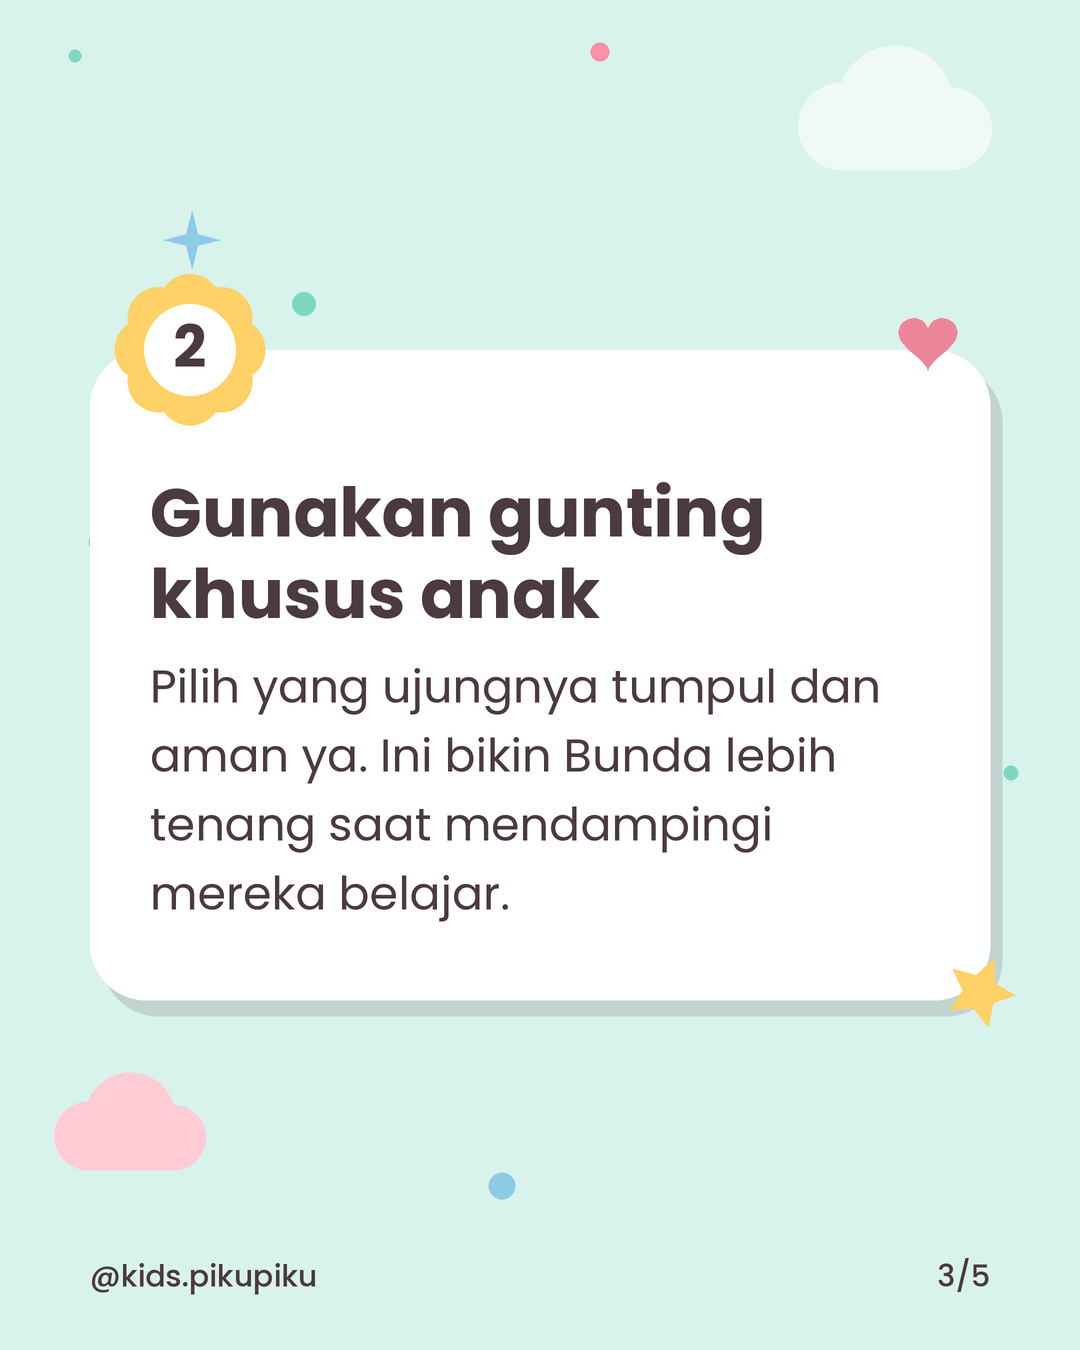 2
Gunakan gunting
khusus anak
Pilih yang ujungnya tumpul dan
aman ya. Ini bikin Bunda lebih
tenang saat mendampingi
mereka belajar.
@kids.pikupiku
3/5